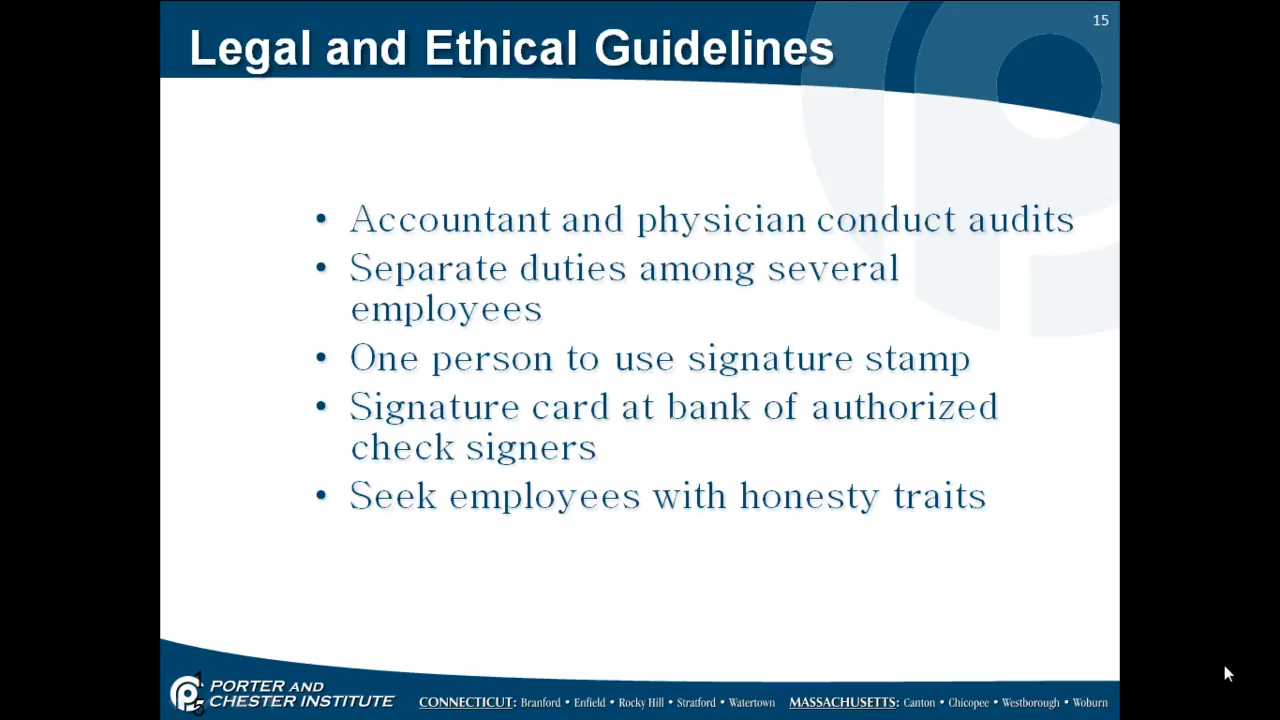 15
Legal and Ethical Guidelines
• Accountant and physician conduct audits
• Separate duties among several
employees
• One person to use signature stamp
• Signature card at bank of authorized
check signers
• Seek employees with honesty traits
PORTER AND
CHESTER INSTITUTE
CONNECTICUT: Branford • Enfield • Rocky Hill • Stratford • Watertown MASSACHUSETTS: Canton • Chicopee • Westborough • Woburn